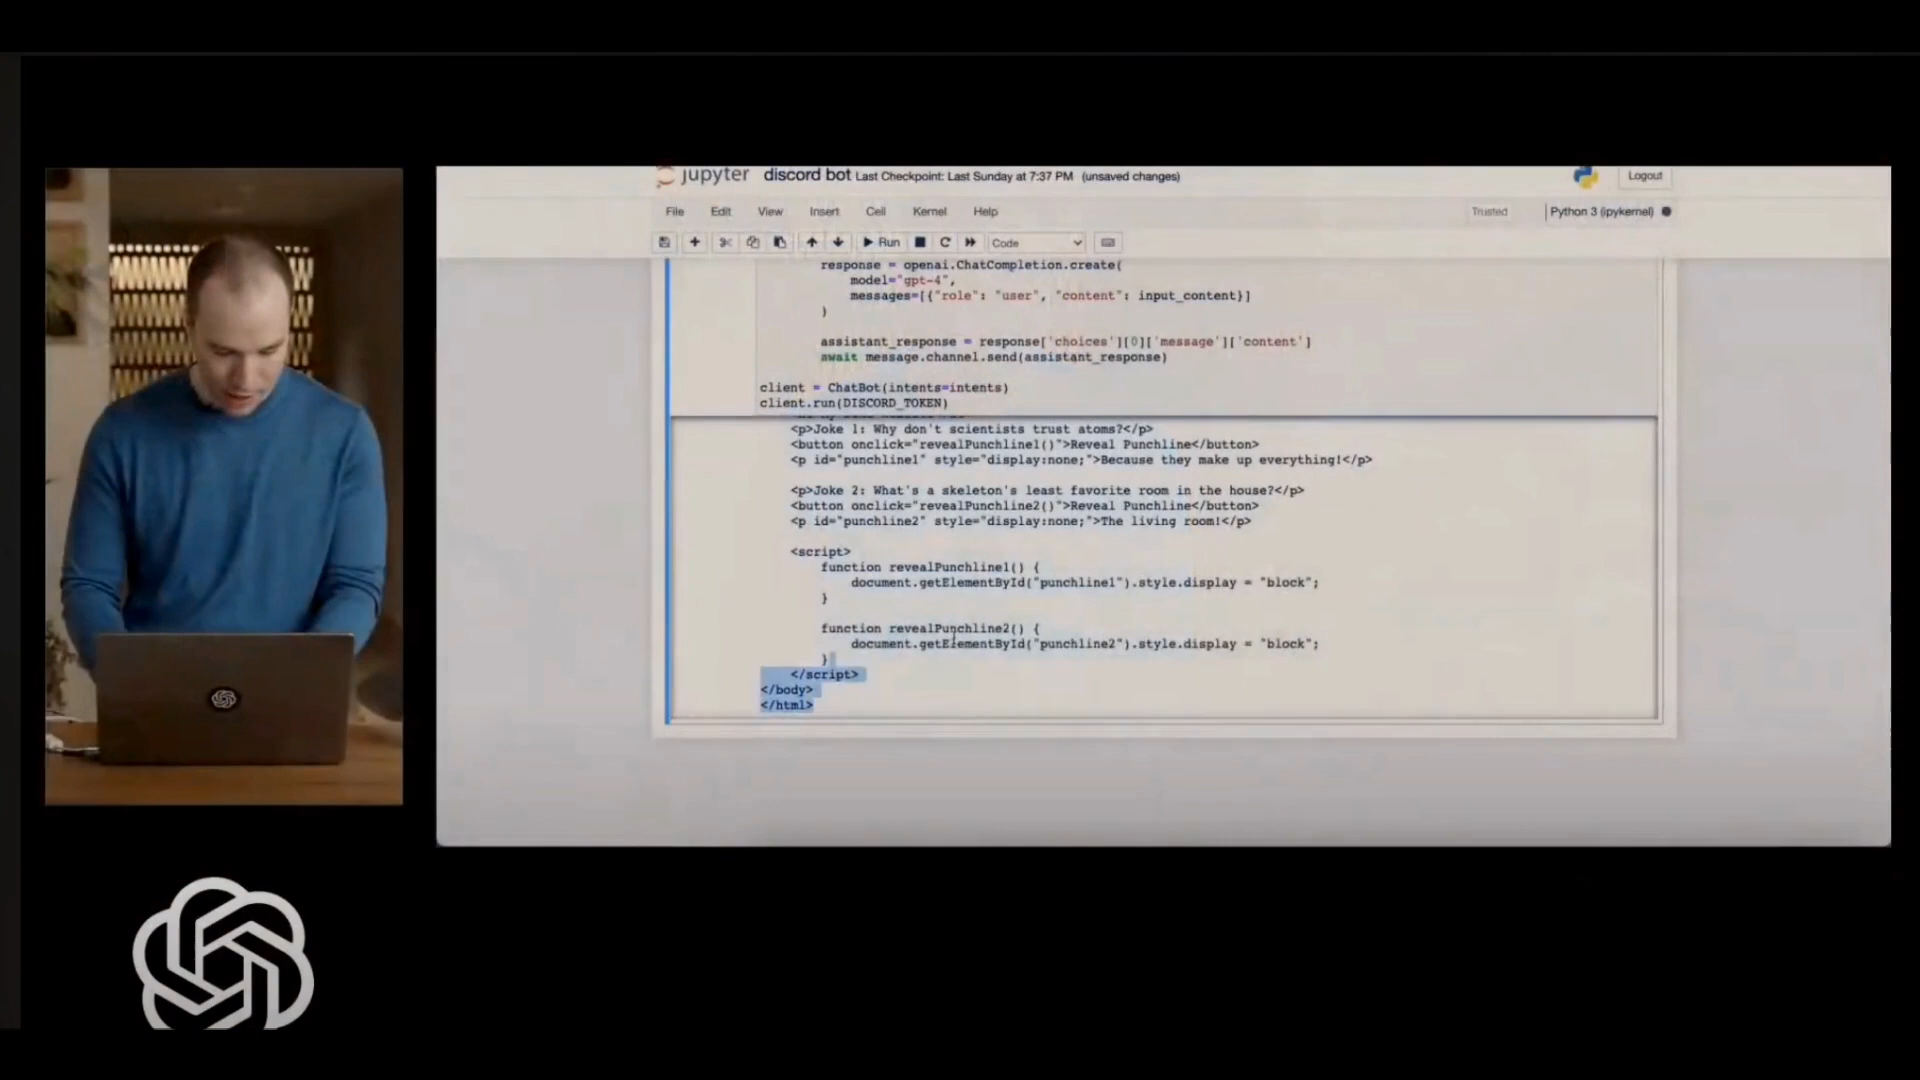 jupyter discord bot Last Checkpoint: Last Sunday at 7:37 PM (unsaved changes) Logout
File Edit View Insert Cell Kernel Help Trusted Python 3 (ipykernel)
Run Code
response = openai.ChatCompletion.create(
model="gpt-4",
messages=[{"role": "user", "content": input_content}]
)
assistant_response = response['choices'][0]['message']['content']
await message.channel.send(assistant_response)
client = ChatBot(intents=intents)
client.run(DISCORD_TOKEN)
<p>Joke 1: Why don't scientists trust atoms?</p>
<button onclick="revealPunchline1()">Reveal Punchline</button>
<p id="punchline1" style="display:none;">Because they make up everything!</p>
<p>Joke 2: What's a skeleton's least favorite room in the house?</p>
<button onclick="revealPunchline2()">Reveal Punchline</button>
<p id="punchline2" style="display:none;">The living room!</p>
<script>
function revealPunchline1() {
document.getElementById("punchline1").style.display = "block";
}
function revealPunchline2() {
document.getElementById("punchline2").style.display = "block";
}
</script>
</body>
</html>